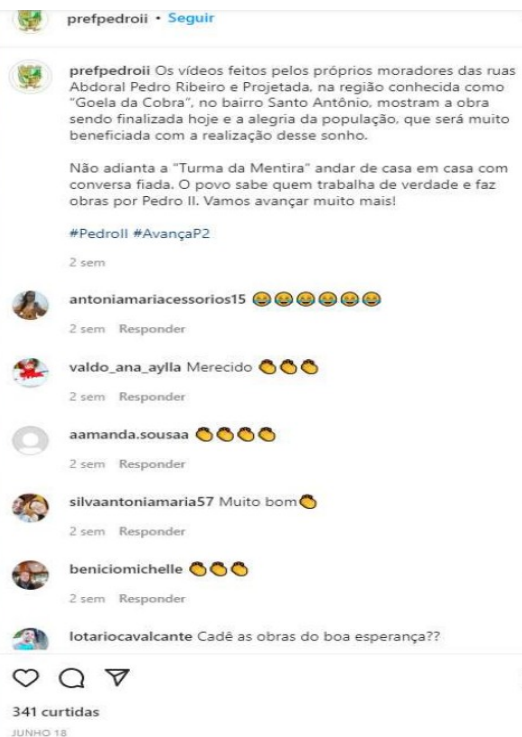 prefpedroii • Seguir
prefpedroii Os vídeos feitos pelos próprios moradores das ruas
Abdoral Pedro Ribeiro e Projetada, na região conhecida como
"Goela da Cobra", no bairro Santo Antônio, mostram a obra
sendo finalizada hoje e a alegria da população, que será muito
beneficiada com a realização desse sonho.
Não adianta a "Turma da Mentira" andar de casa em casa com
conversa fiada. O povo sabe quem trabalha de verdade e faz
obras por Pedro II. Vamos avançar muito mais!
#PedroII #AvançaP2
2 sem
antoniamariacessorios15 😂😂😂😂😂😂
2 sem Responder
valdo_ana_aylla Merecido 👏👏👏
2 sem Responder
aamanda.sousaa 👏👏👏👏
2 sem Responder
silvaantoniamaria57 Muito bom👏
2 sem Responder
beniciomichelle 👏👏👏
2 sem Responder
lotariocavalcante Cadê as obras do boa esperança??
341 curtidas
JUNHO 18